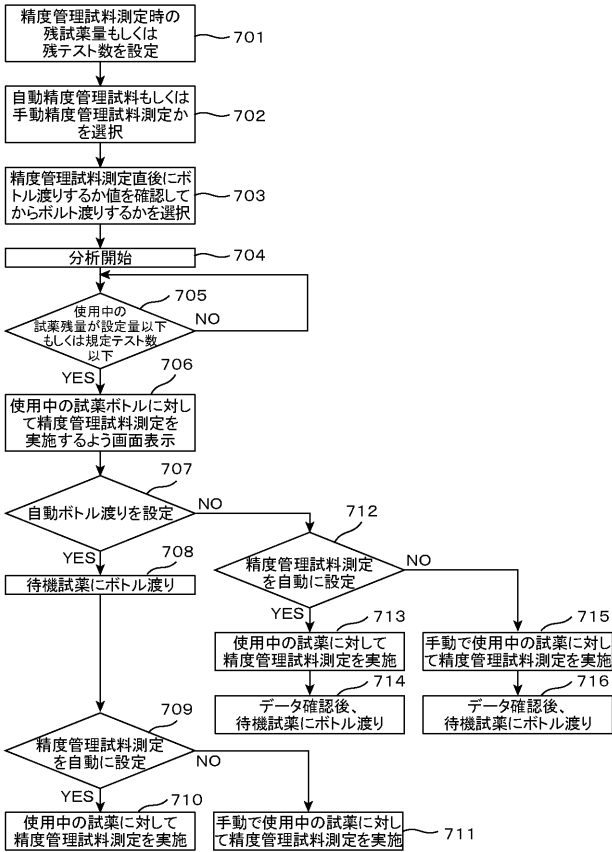 精度管理試料測定時の
残試薬量もしくは
残テスト数を設定
701
自動精度管理試料もしくは
手動精度管理試料測定か
を選択
702
精度管理試料測定直後にボ
トル渡りするか値を確認して
からボルト渡りするかを選択
703
分析開始
704
705
使用中の
試薬残量が設定量以下
もしくは規定テスト数
以下
NO
YES
706
使用中の試薬ボトルに対し
て精度管理試料測定を
実施するよう画面表示
707
自動ボトル渡りを設定
NO
YES
708
待機試薬にボトル渡り
712
精度管理試料測定
を自動に設定
NO
YES
713
使用中の試薬に対して
精度管理試料測定を実施
714
データ確認後、
待機試薬にボトル渡り
715
手動で使用中の試薬に対し
て精度管理試料測定を実施
716
データ確認後、
待機試薬にボトル渡り
709
精度管理試料測定
を自動に設定
NO
YES
710
使用中の試薬に対して
精度管理試料測定を実施
手動で使用中の試薬に対し
て精度管理試料測定を実施
711